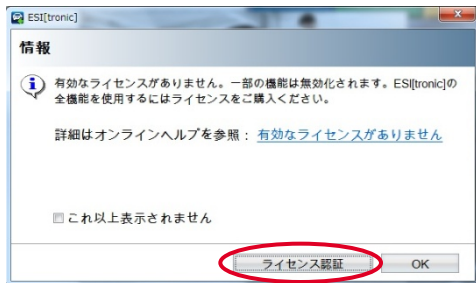 ESI[tronic]
情報
有効なライセンスがありません。一部の機能は無効化されます。ESI[tronic]の
全機能を使用するにはライセンスをご購入ください。
詳細はオンラインヘルプを参照： 有効なライセンスがありません
これ以上表示されません
ライセンス認証 OK